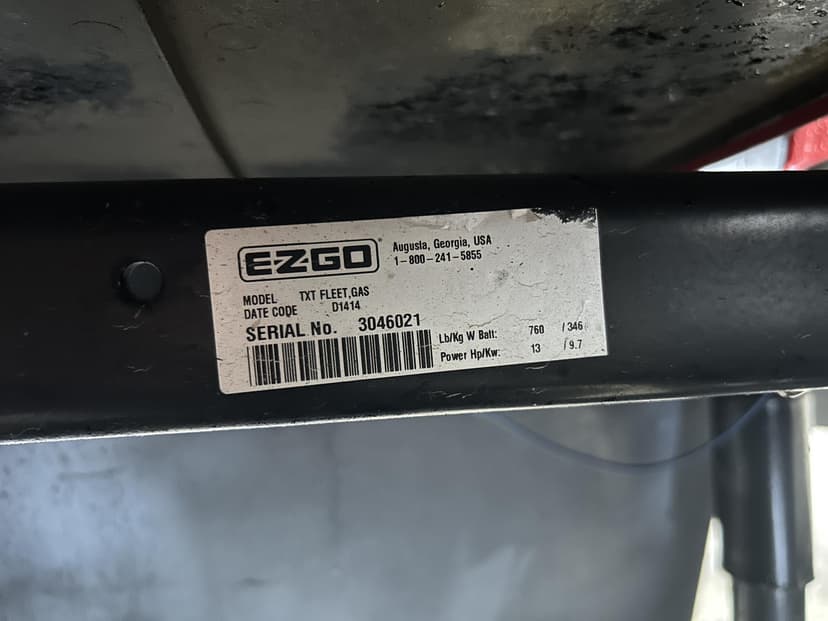 E-Z-GO®
Augusta, Georgia, USA
1-800-241-5855
MODEL TXT FLEET,GAS
DATE CODE D1414
SERIAL No. 3046021
Lb/Kg W Batt: 760 /346
Power Hp/Kw: 13 /9.7